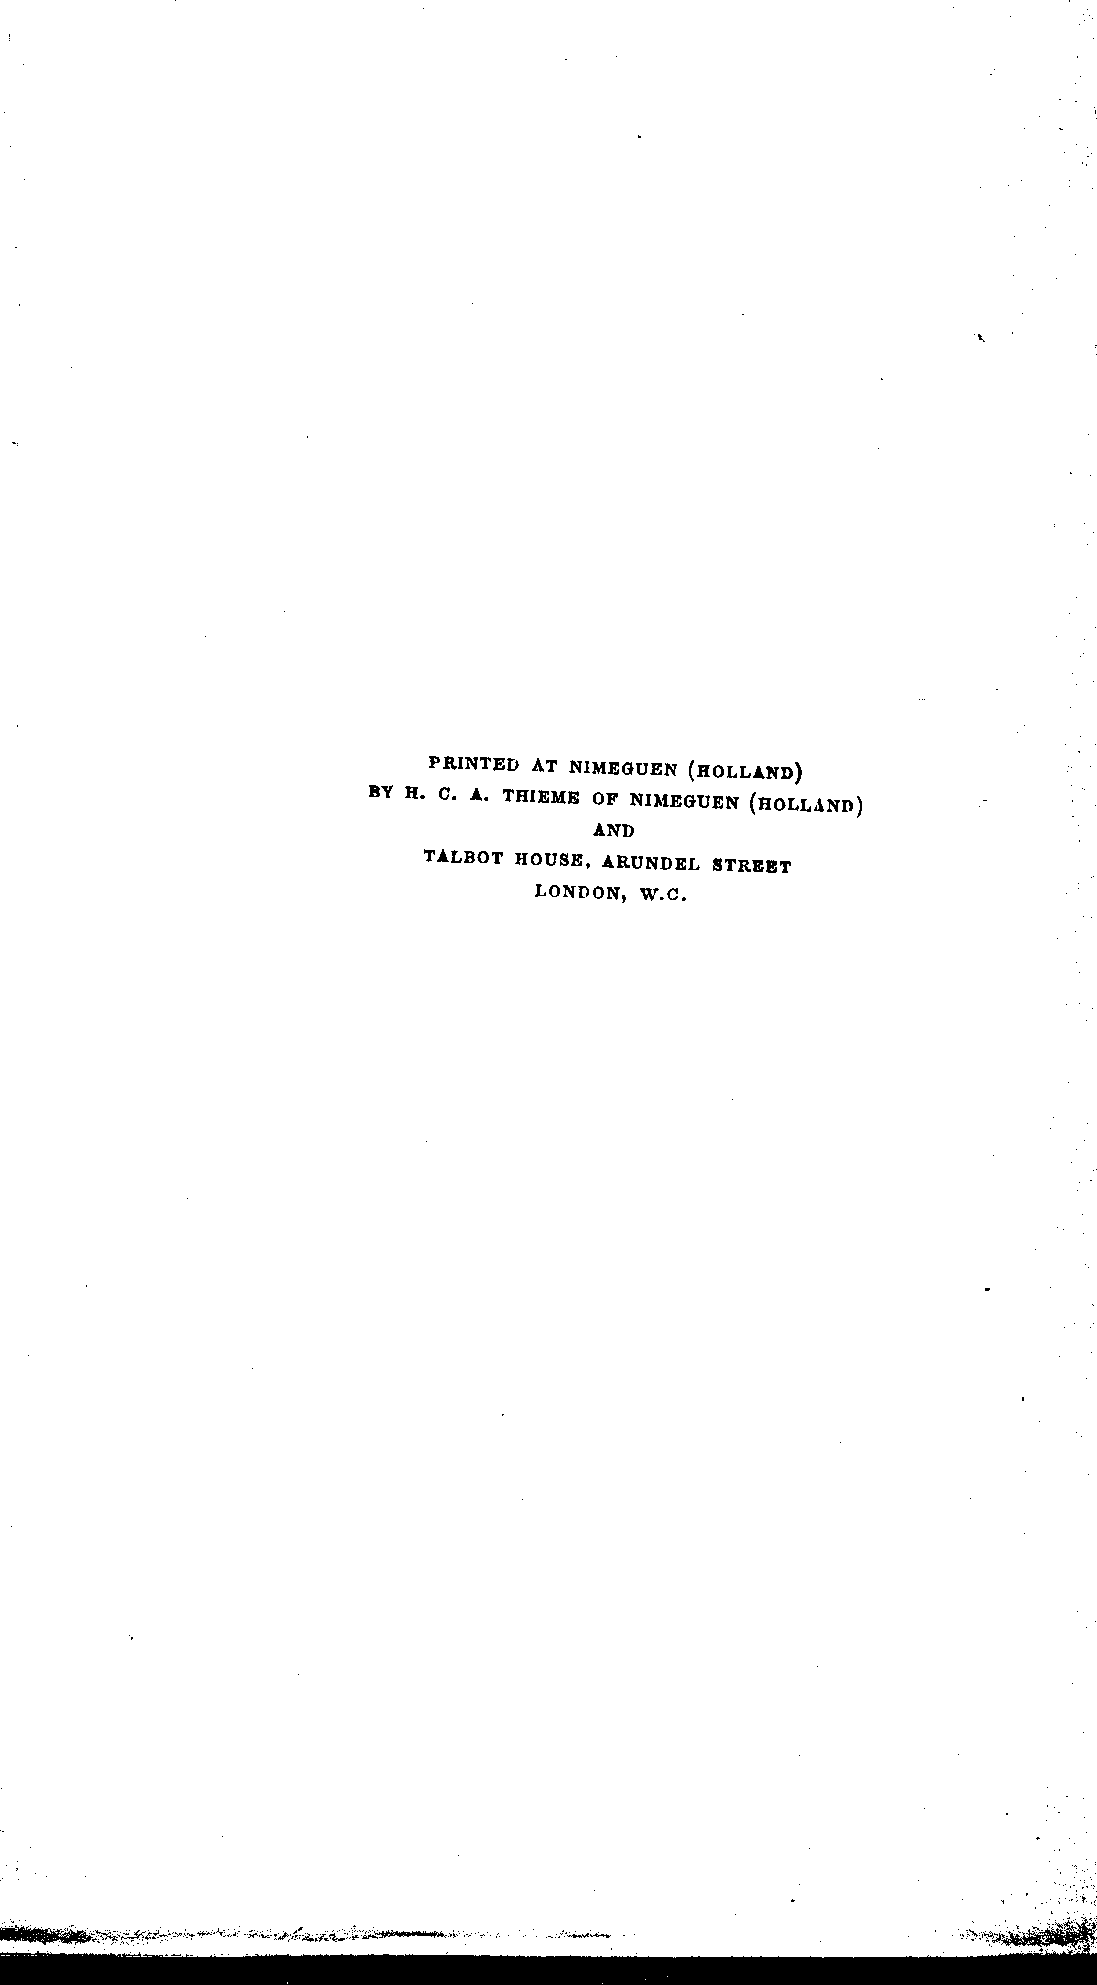 PRINTED AT NIMEGUEN (HOLLAND)
BY H. C. A. THIEME OF NIMEGUEN (HOLLAND)
AND
TALBOT HOUSE, ARUNDEL STREET
LONDON, W.C.